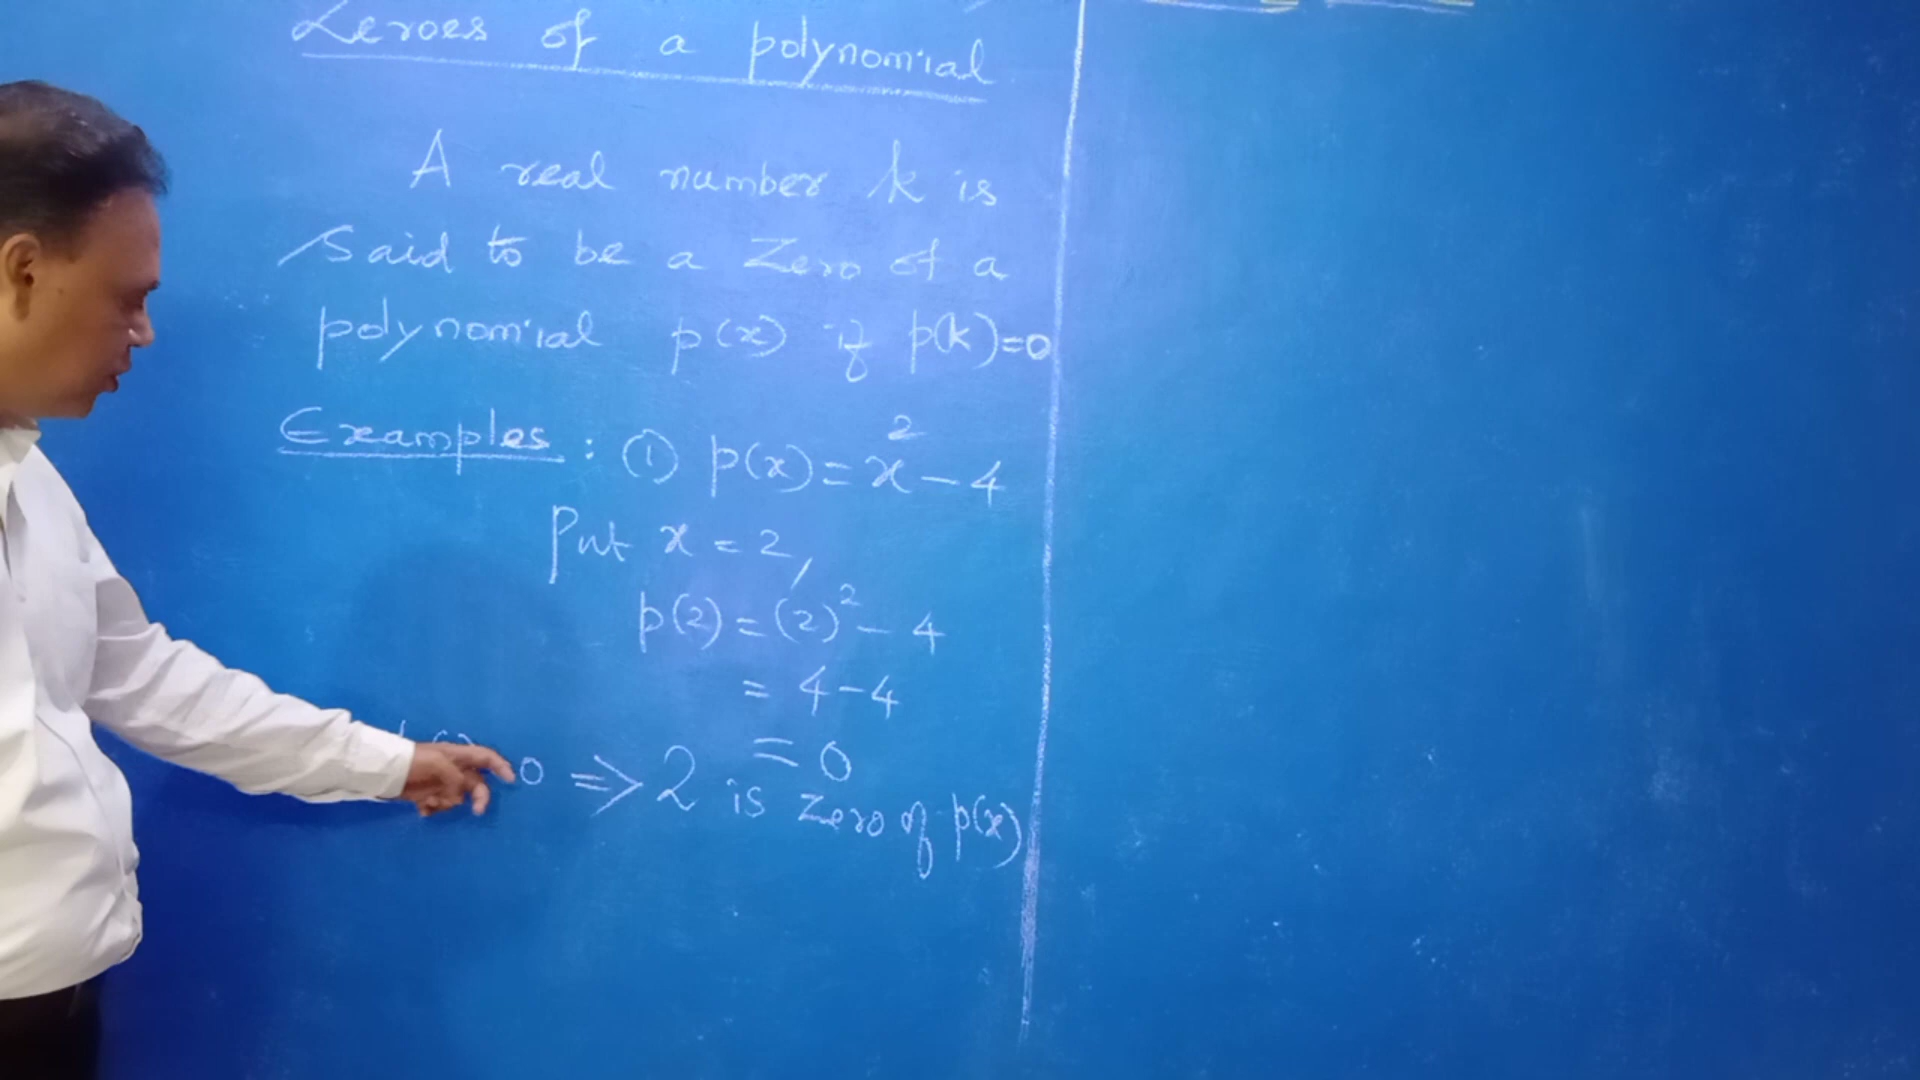 Zeroes of a polynomial
A real number k is
said to be a zero of a
polynomial p(x) if p(k)=0
Examples : ① p(x) = x² - 4
Put x = 2,
p(2) = (2)² - 4
= 4 - 4
= 0
0 => 2 is zero of p(x)